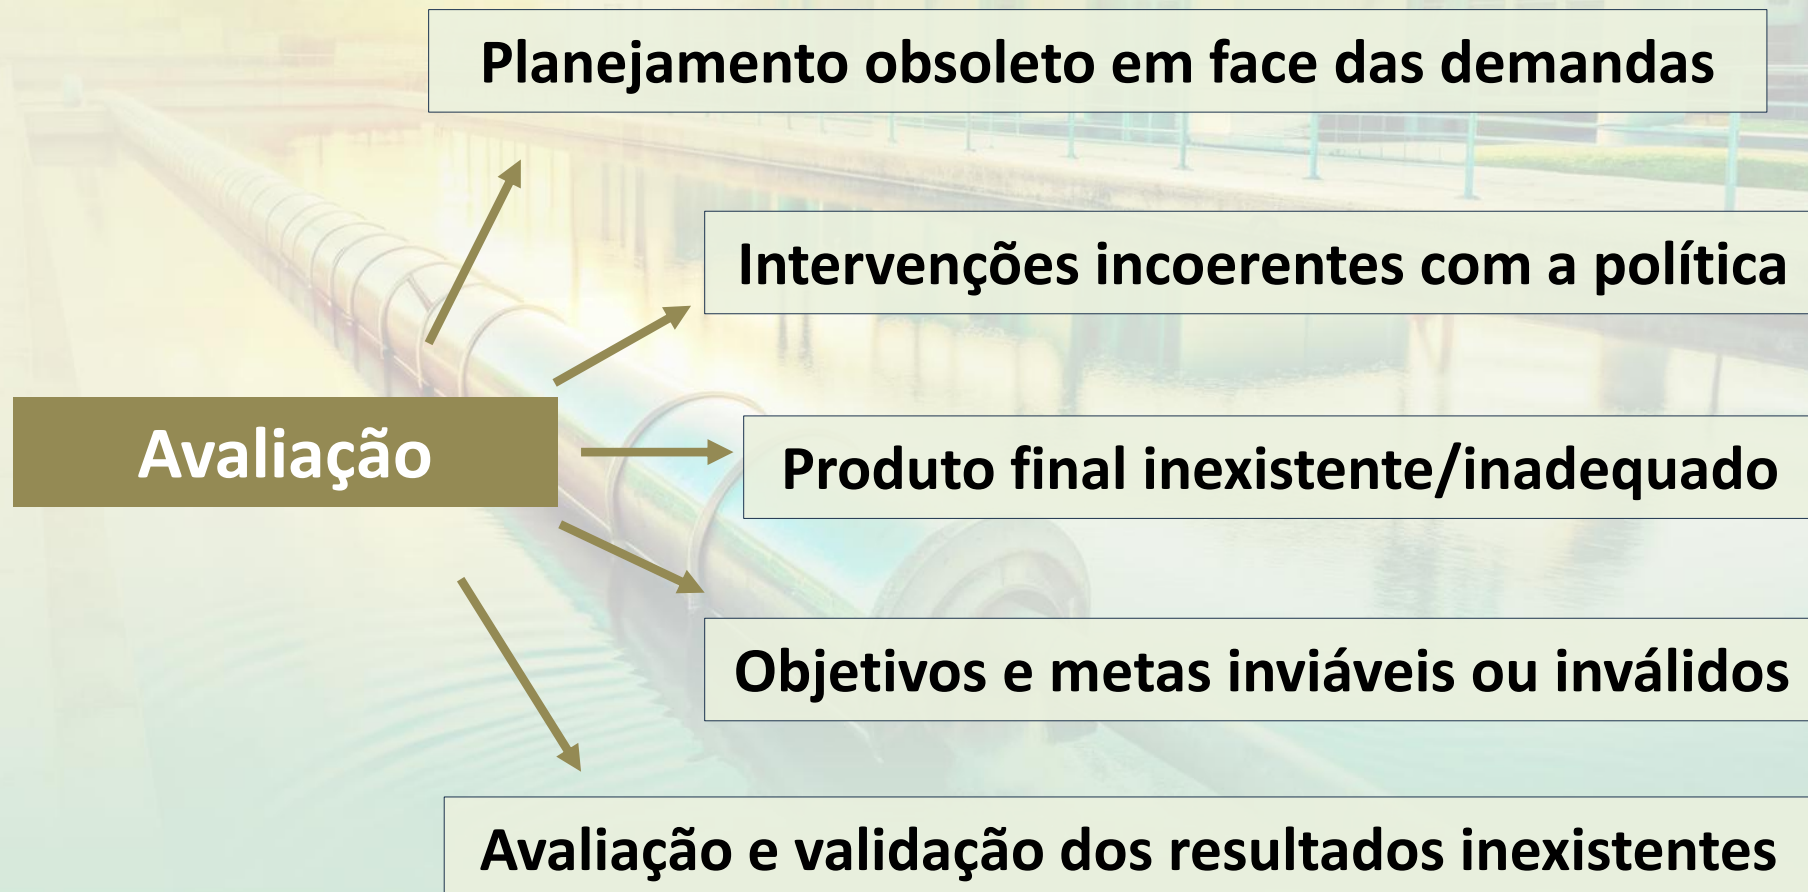 Planejamento obsoleto em face das demandas
Intervenções incoerentes com a política
Avaliação
Produto final inexistente/inadequado
Objetivos e metas inviáveis ou inválidos
Avaliação e validação dos resultados inexistentes